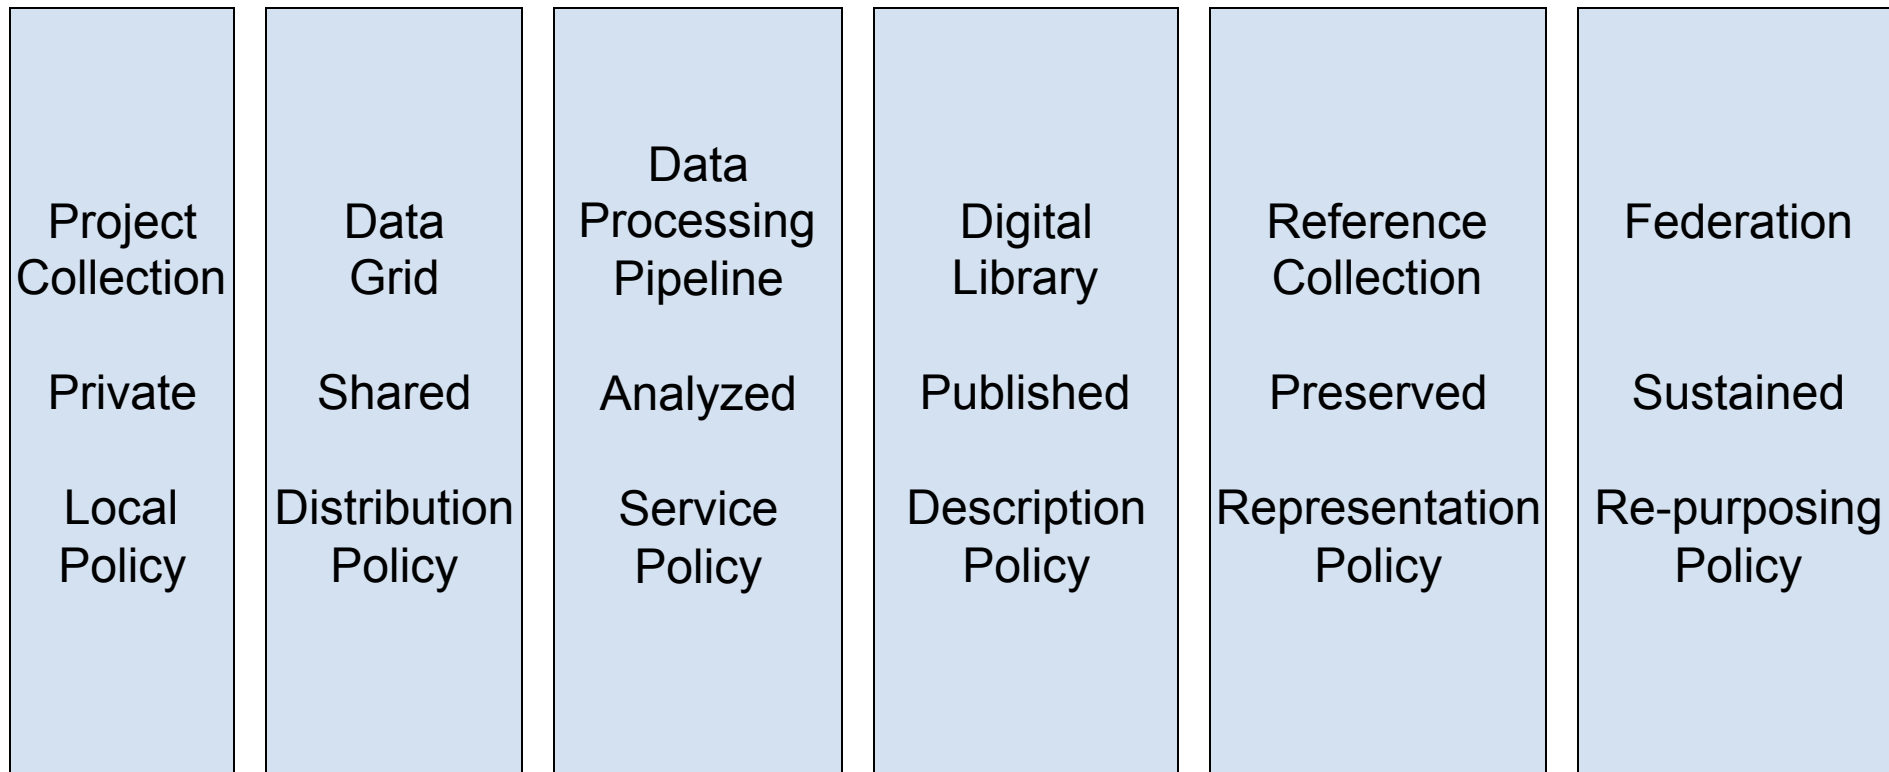 Project
Collection
Private
Local
Policy
Data
Grid
Shared
Distribution
Policy
Data
Processing
Pipeline
Analyzed
Service
Policy
Digital
Library
Published
Description
Policy
Reference
Collection
Preserved
Representation
Policy
Federation
Sustained
Re-purposing
Policy